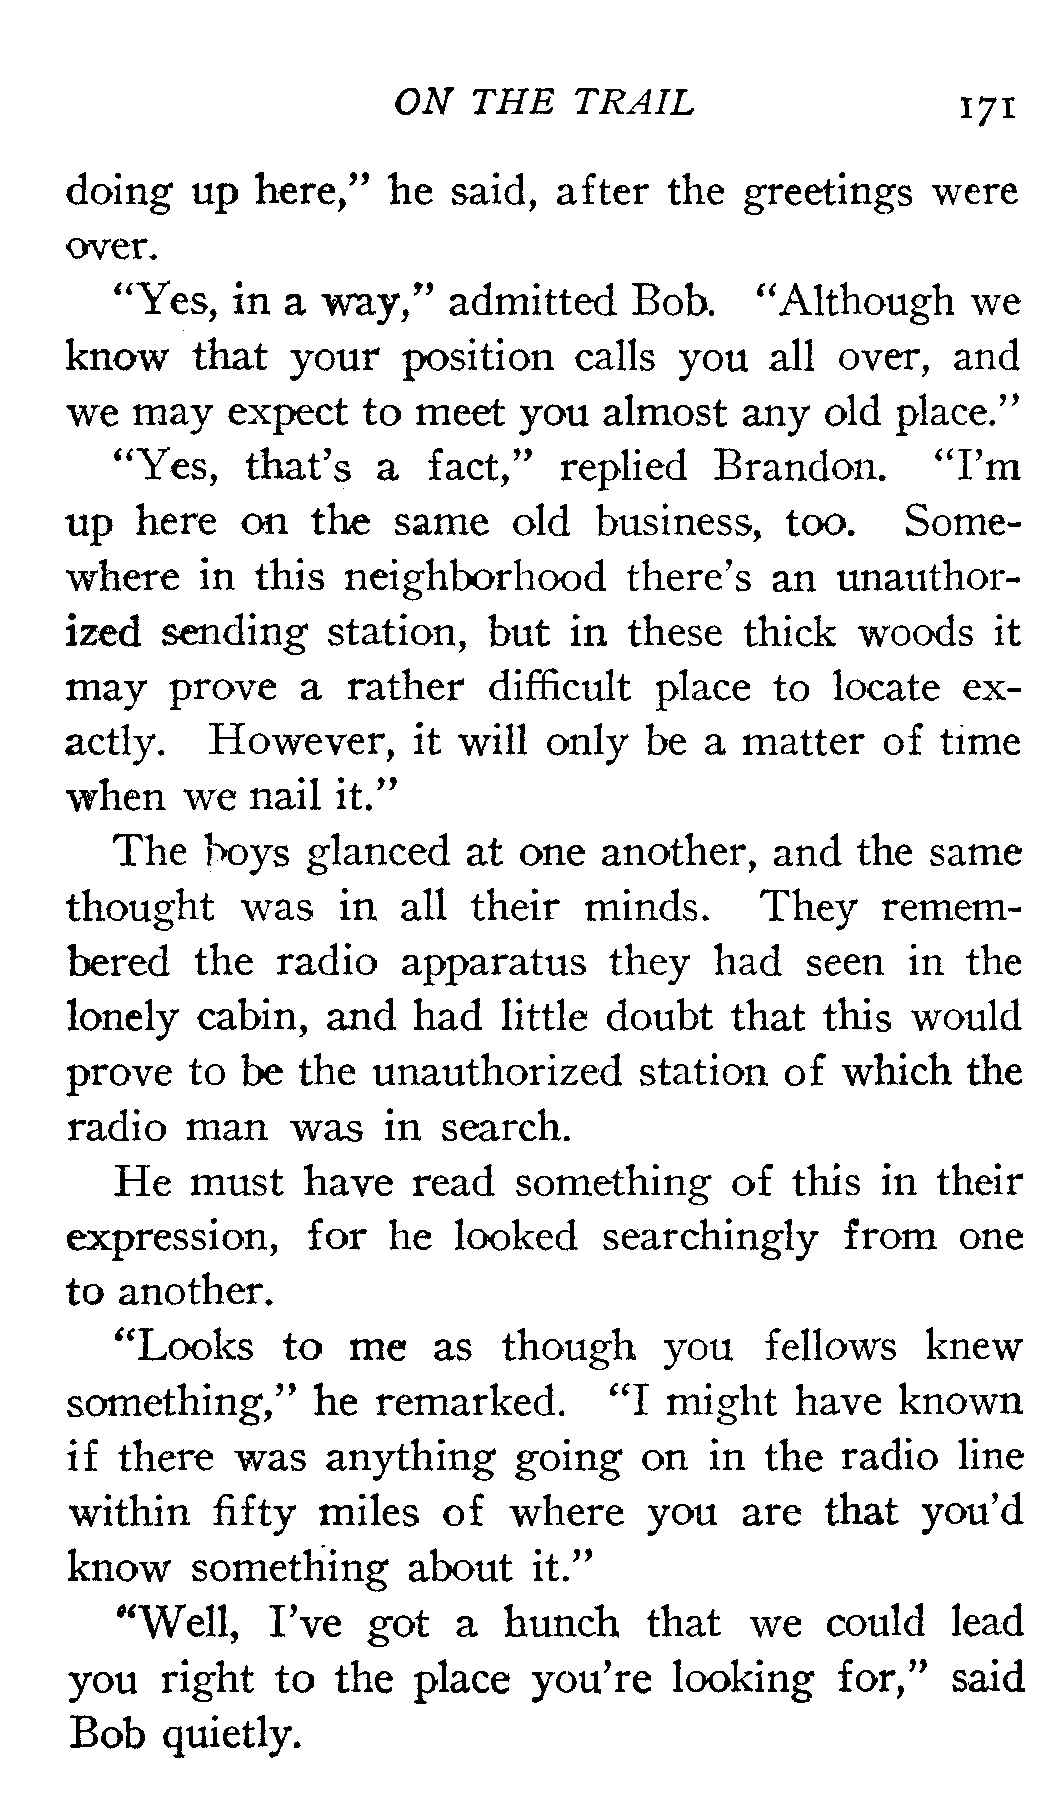 ON THE TRAIL 171
doing up here,” he said, after the greetings were
over.
“Yes, in a way,” admitted Bob. “Although we
know that your position calls you all over, and
we may expect to meet you almost any old place.”
“Yes, that’s a fact,” replied Brandon. “I’m
up here on the same old business, too. Some-
where in this neighborhood there’s an unauthor-
ized sending station, but in these thick woods it
may prove a rather difficult place to locate ex-
actly. However, it will only be a matter of time
when we nail it.”
The boys glanced at one another, and the same
thought was in all their minds. They remem-
bered the radio apparatus they had seen in the
lonely cabin, and had little doubt that this would
prove to be the unauthorized station of which the
radio man was in search.
He must have read something of this in their
expression, for he looked searchingly from one
to another.
“Looks to me as though you fellows knew
something,” he remarked. “I might have known
if there was anything going on in the radio line
within fifty miles of where you are that you’d
know something about it.”
“Well, I’ve got a hunch that we could lead
you right to the place you’re looking for,” said
Bob quietly.